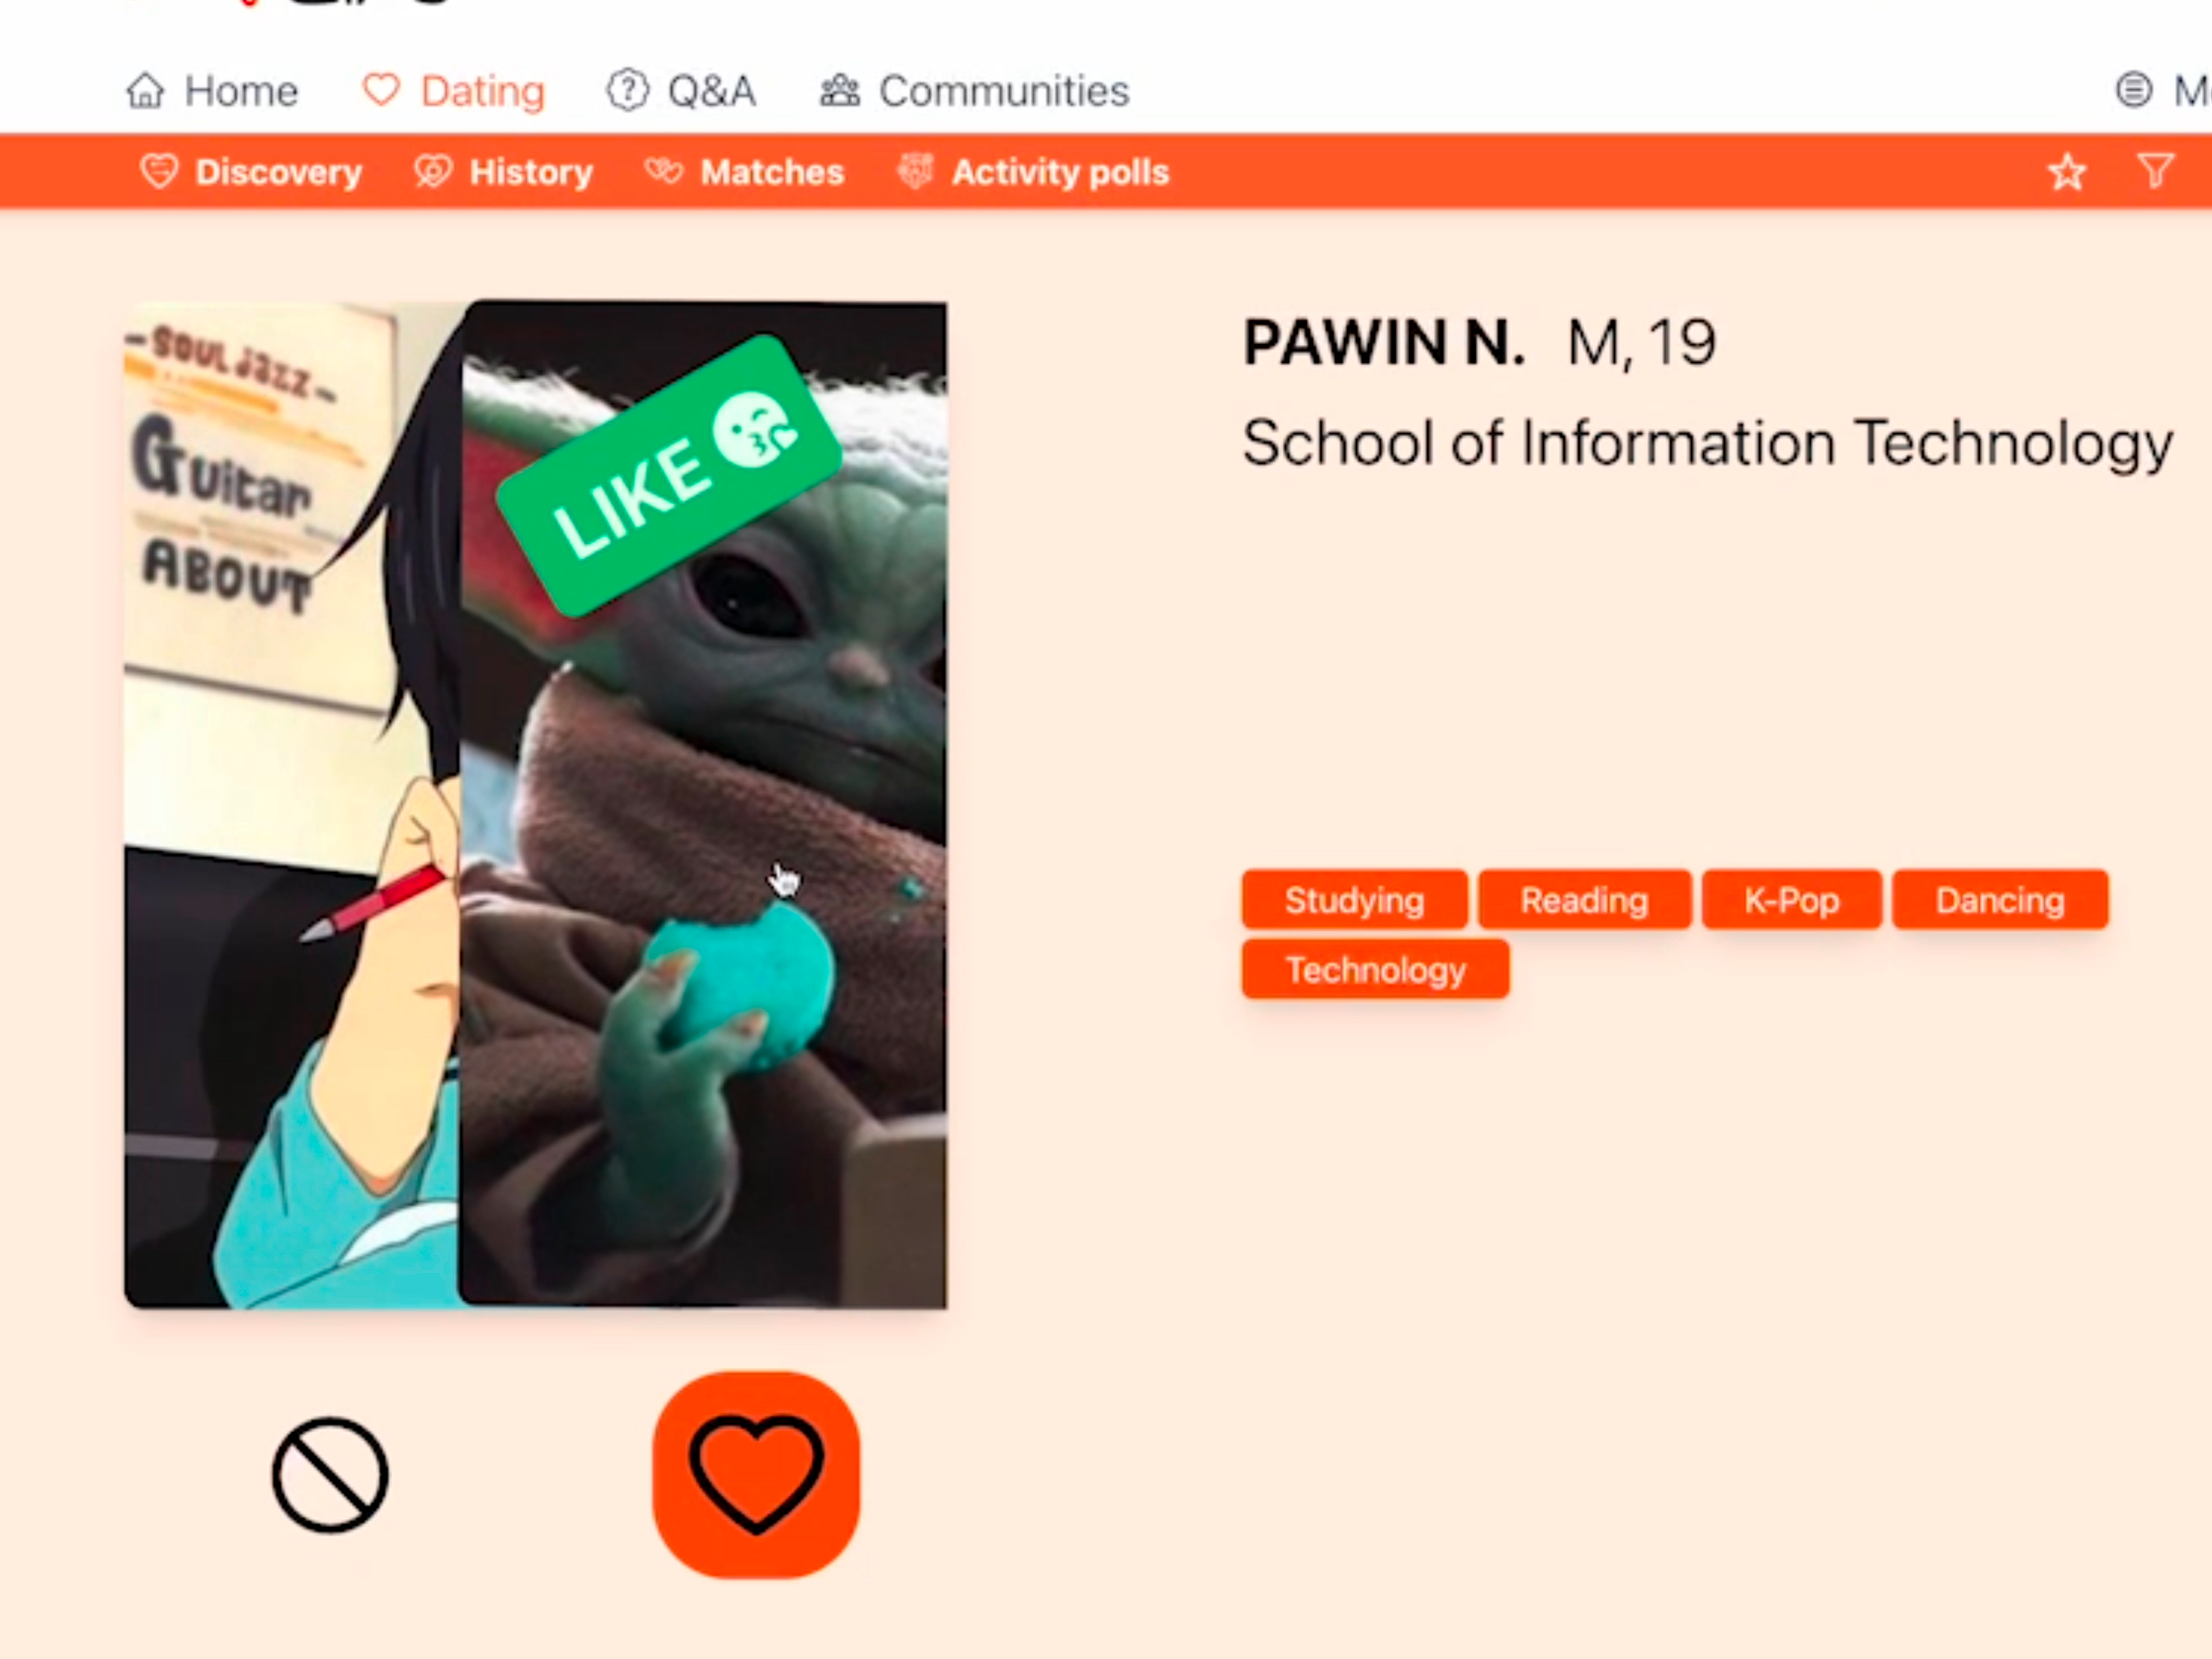 Home Dating Q&A Communities
Discovery History Matches Activity polls
-SOUL JAZZ-
Guitar
ABOUT
LIKE
PAWIN N. M, 19
School of Information Technology
Studying Reading K-Pop Dancing
Technology